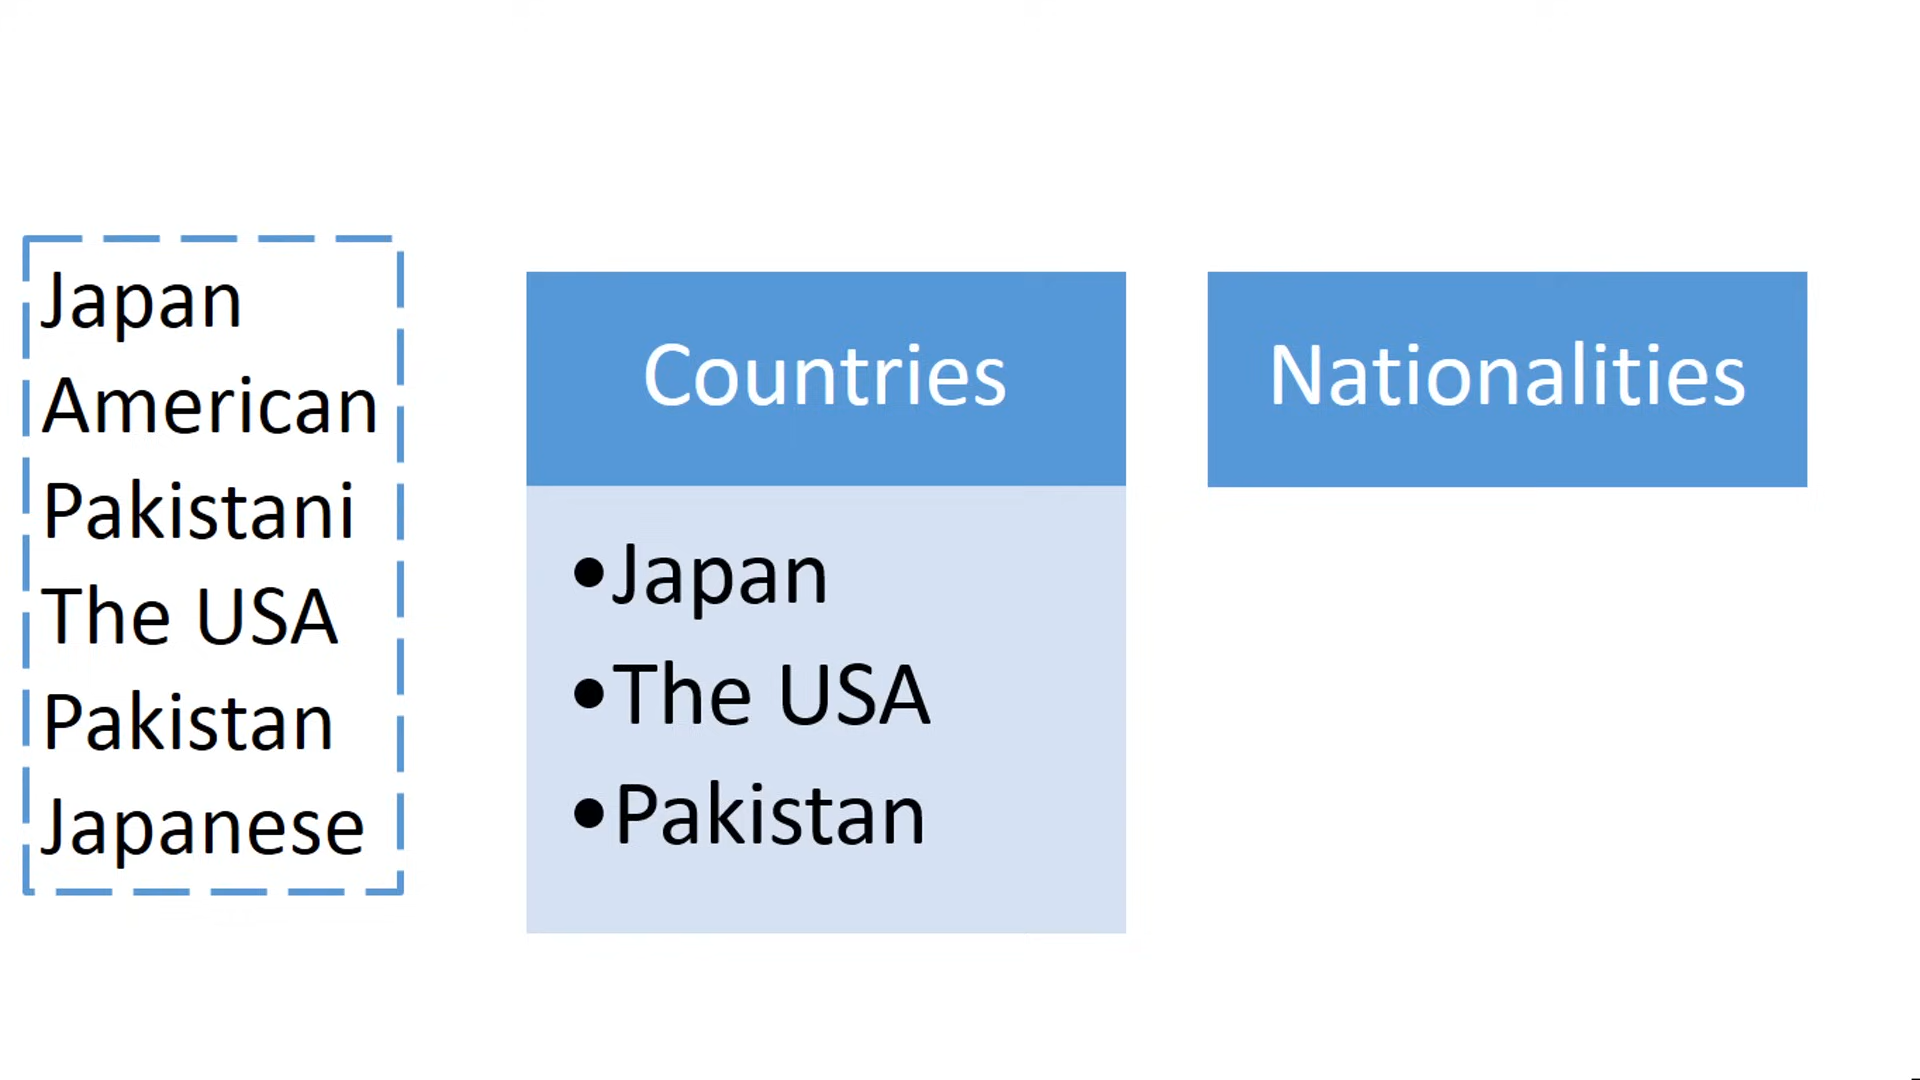 Japan
American
Pakistani
The USA
Pakistan
Japanese
Countries
•Japan
•The USA
•Pakistan
Nationalities